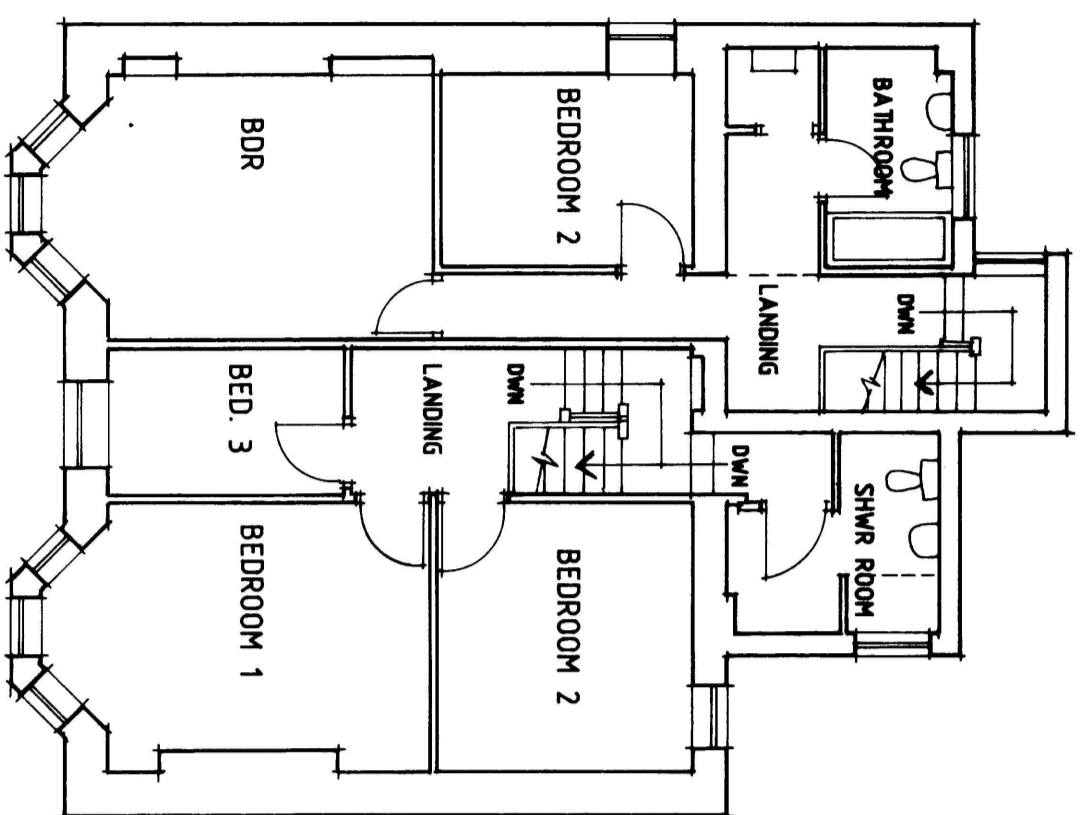 BATHROOM
BEDROOM 2
BDR
DWN
LANDING
DWN
LANDING
BED. 3
DWN
SHWR ROOM
BEDROOM 2
BEDROOM 1